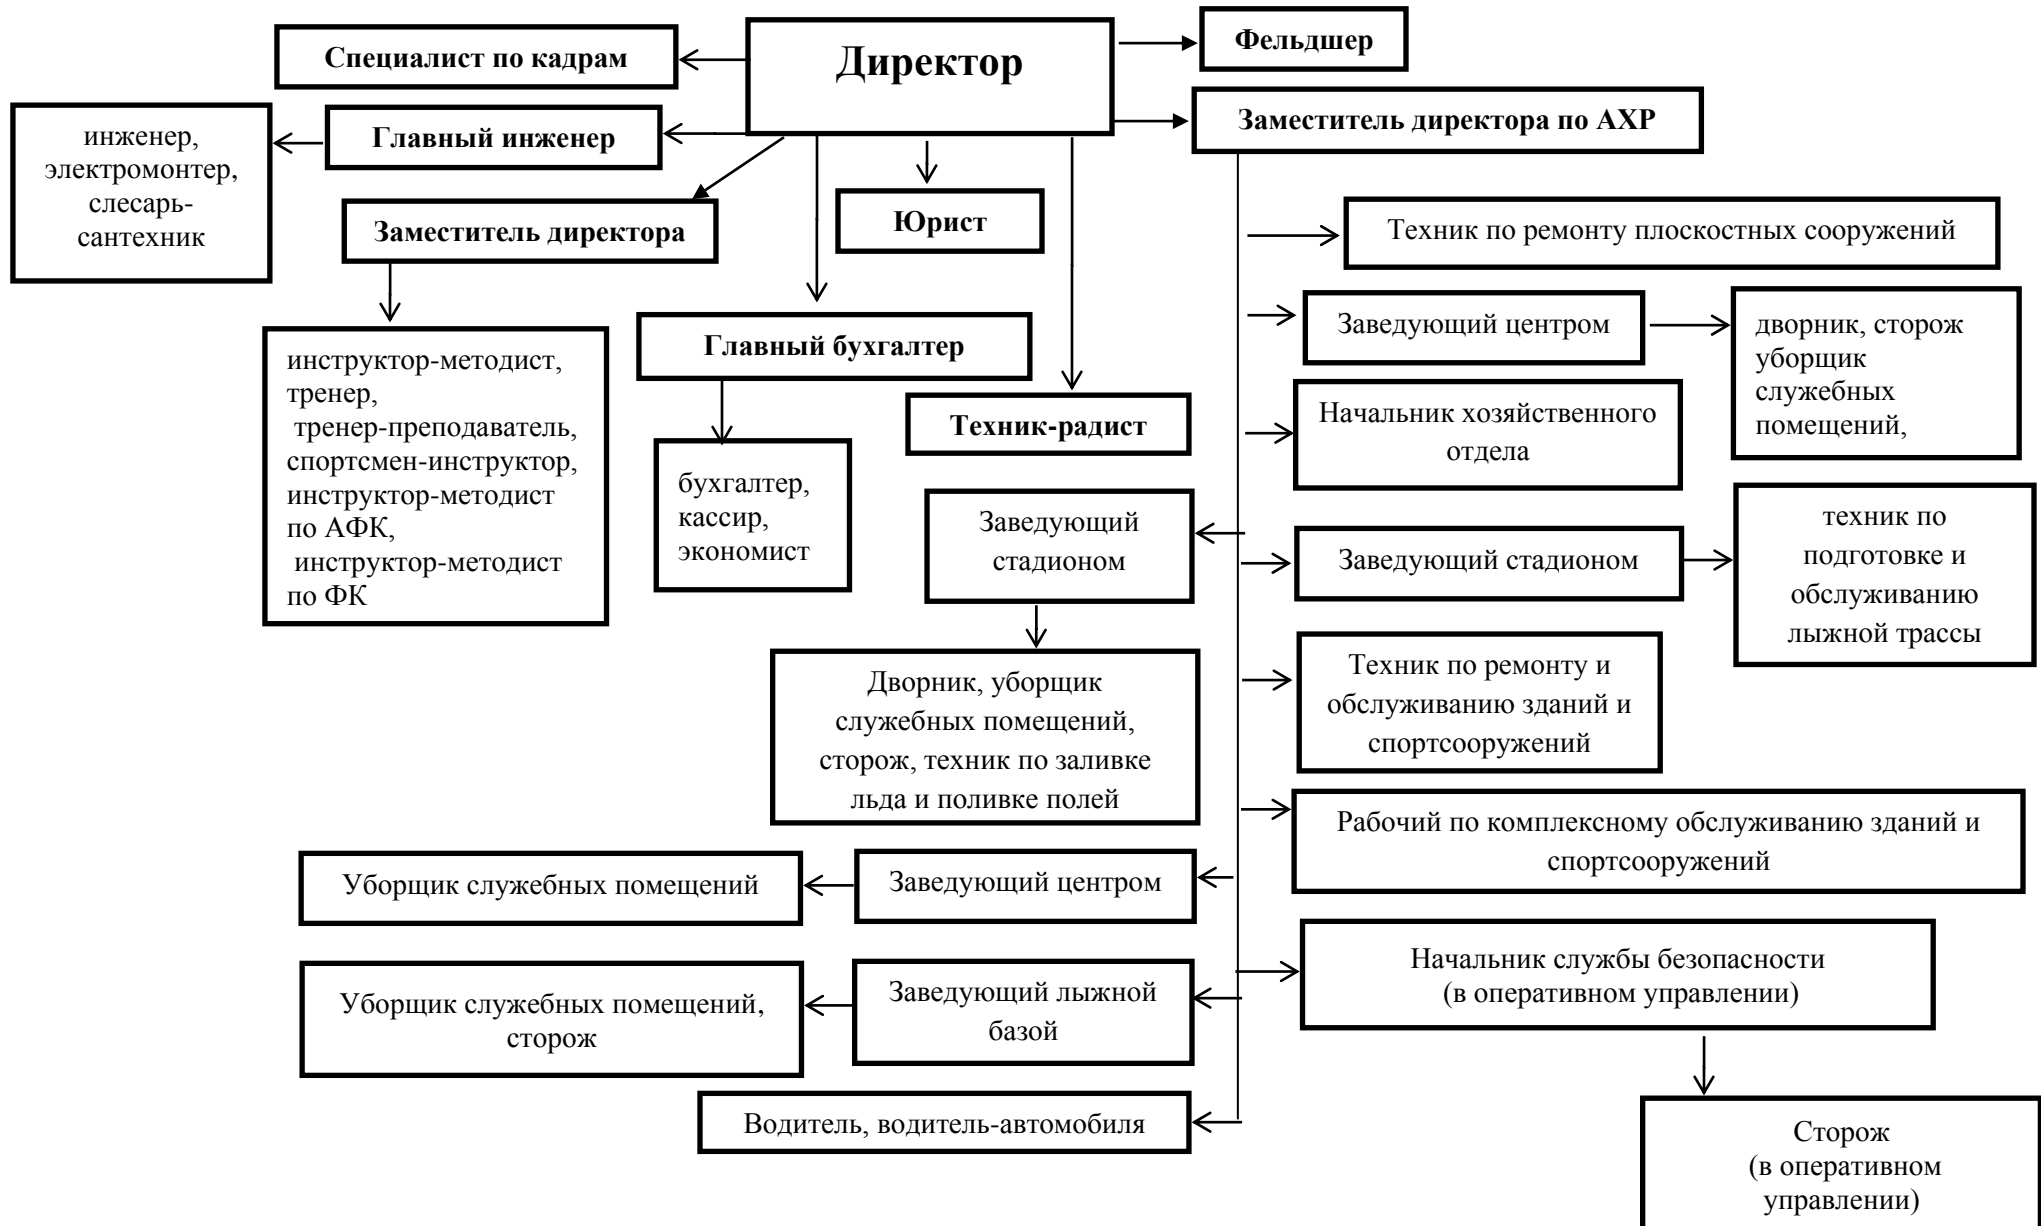 Директор
Специалист по кадрам
Фельдшер
Главный инженер
Заместитель директора по АХР
инженер,
электромонтер,
слесарь-
сантехник
Заместитель директора
Юрист
Техник по ремонту плоскостных сооружений
инструктор-методист,
тренер,
тренер-преподаватель,
спортсмен-инструктор,
инструктор-методист
по АФК,
инструктор-методист
по ФК
Главный бухгалтер
бухгалтер,
кассир,
экономист
Техник-радист
Заведующий центром
дворник, сторож
уборщик
служебных
помещений,
Начальник хозяйственного
отдела
Заведующий
стадионом
Заведующий стадионом
техник по
подготовке и
обслуживанию
лыжной трассы
Дворник, уборщик
служебных помещений,
сторож, техник по заливке
льда и поливке полей
Техник по ремонту и
обслуживанию зданий и
спортсооружений
Рабочий по комплексному обслуживанию зданий и
спортсооружений
Уборщик служебных помещений
Заведующий центром
Начальник службы безопасности
(в оперативном управлении)
Уборщик служебных помещений,
сторож
Заведующий лыжной
базой
Водитель, водитель-автомобиля
Сторож
(в оперативном
управлении)